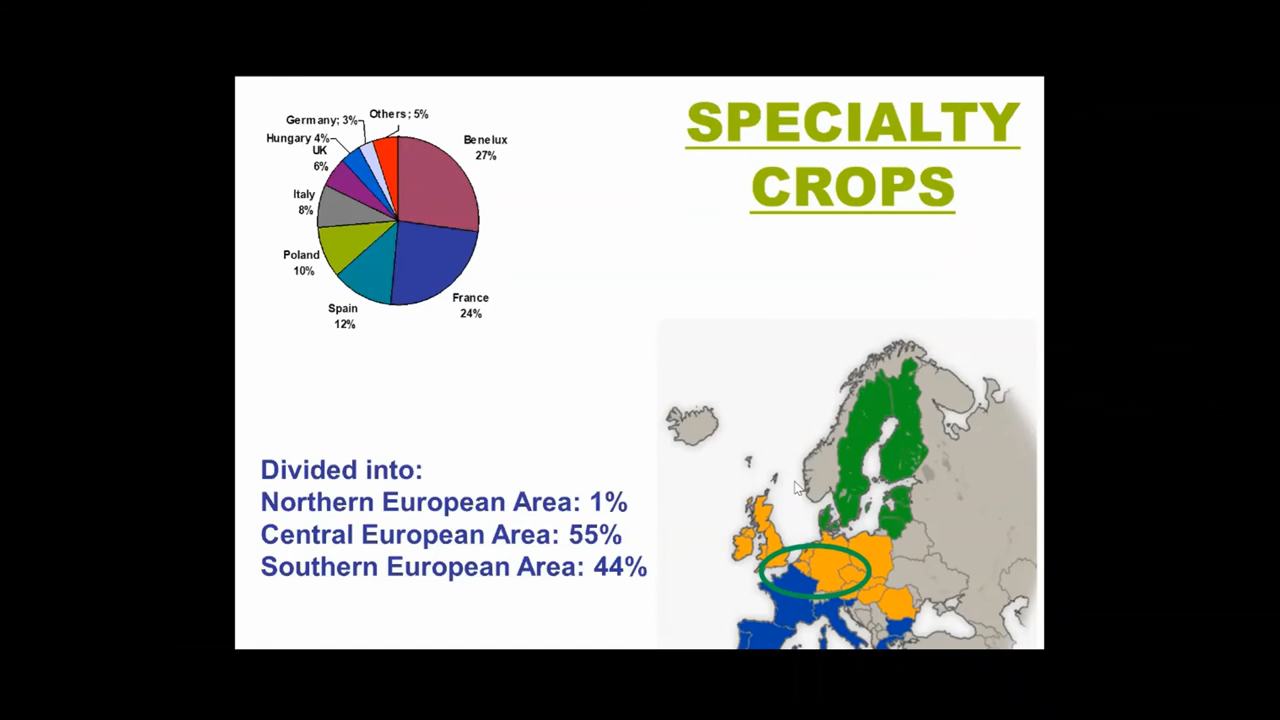 SPECIALTY
CROPS
Germany; 3%
Others ; 5%
Hungary 4%
UK
6%
Benelux
27%
Italy
8%
Poland
10%
France
24%
Spain
12%
Divided into:
Northern European Area: 1%
Central European Area: 55%
Southern European Area: 44%